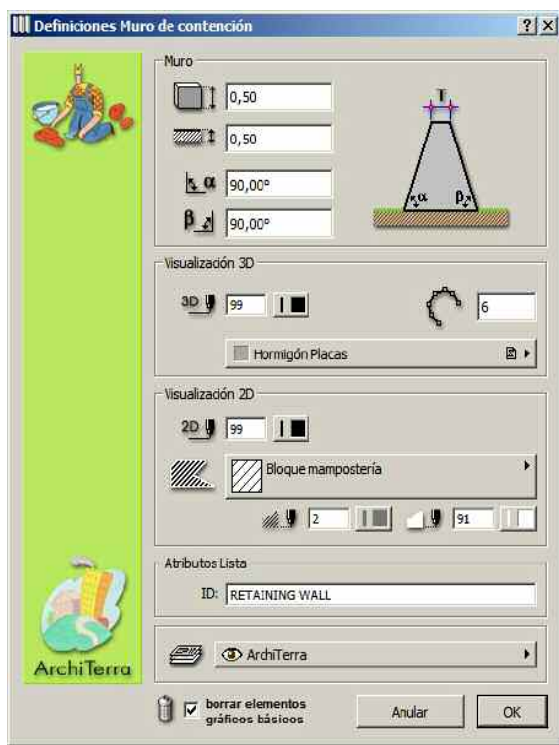 Definiciones Muro de contención
Muro
0,50
T
0,50
α 90,00°
β 90,00°
α β
Visualización 3D
3D 99
6
Hormigón Placas
Visualización 2D
2D 99
Bloque mampostería
2
91
Atributos Lista
ID: RETAINING WALL
ArchiTerra
ArchiTerra
borrar elementos
gráficos básicos
Anular
OK